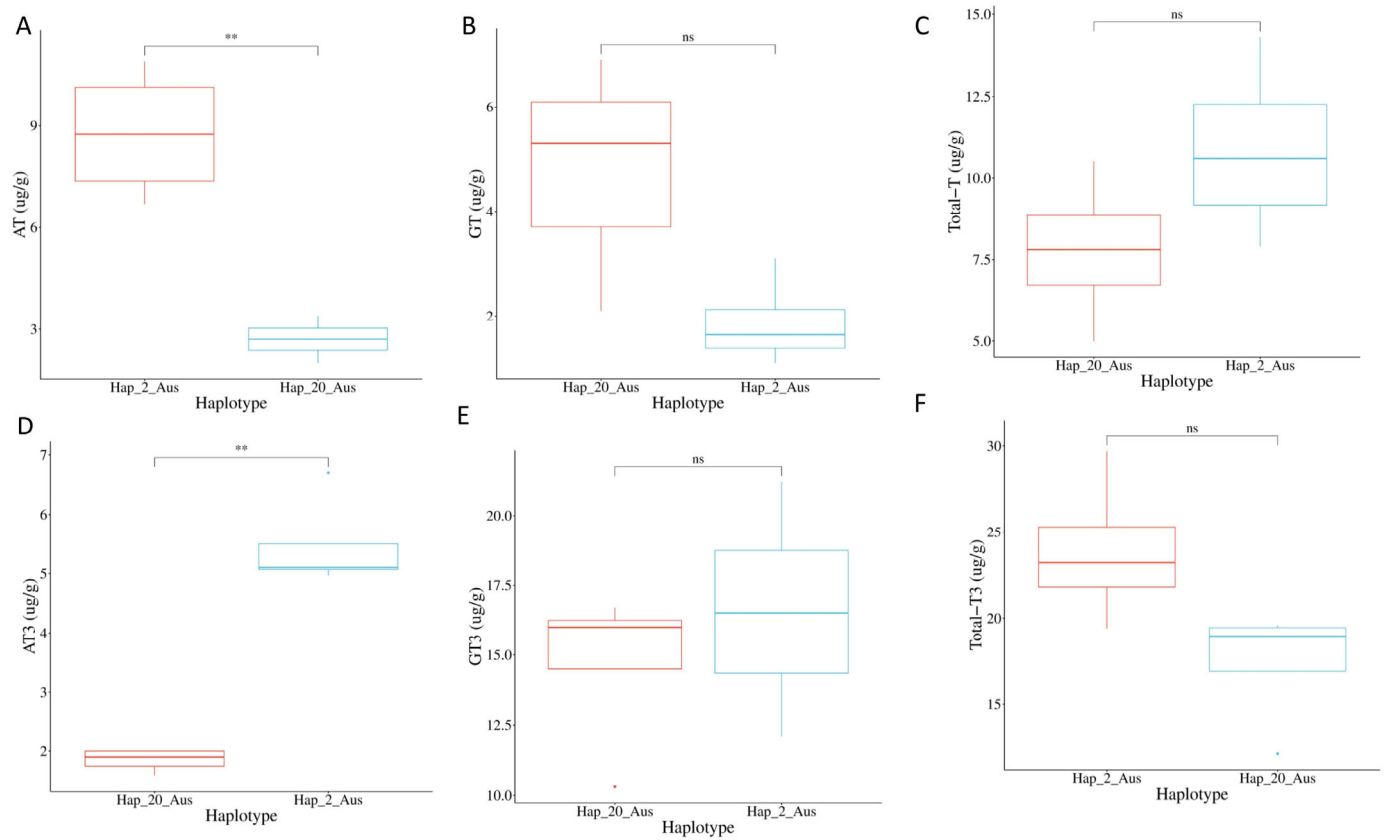 A
**
AT (ug/g)
9
6
3
Hap_2_Aus Hap_20_Aus
Haplotype
B
ns
GT (ug/g)
6
4
2
Hap_20_Aus Hap_2_Aus
Haplotype
C
ns
Total−T (ug/g)
15.0
12.5
10.0
7.5
5.0
Hap_20_Aus Hap_2_Aus
Haplotype
D
**
AT3 (ug/g)
7
6
5
4
3
2
Hap_20_Aus Hap_2_Aus
Haplotype
E
ns
GT3 (ug/g)
20.0
17.5
15.0
12.5
10.0
Hap_20_Aus Hap_2_Aus
Haplotype
F
ns
Total−T3 (ug/g)
30
25
20
15
Hap_2_Aus Hap_20_Aus
Haplotype